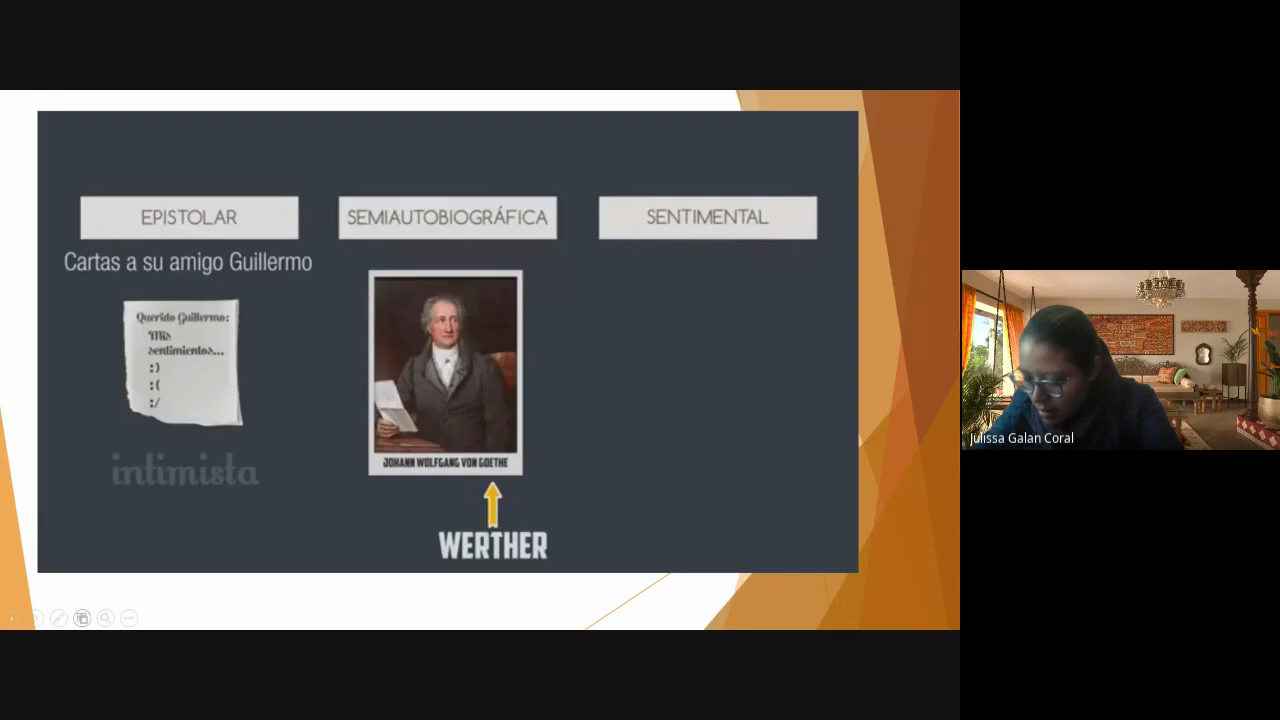 EPISTOLAR
SEMIAUTOBIOGRÁFICA
SENTIMENTAL
Cartas a su amigo Guillermo
Querido Guillermo:
Mis
sentimientos...
:)
:(
:/
intimista
JOHANN WOLFGANG VON GOETHE
WERTHER
Julissa Galan Coral